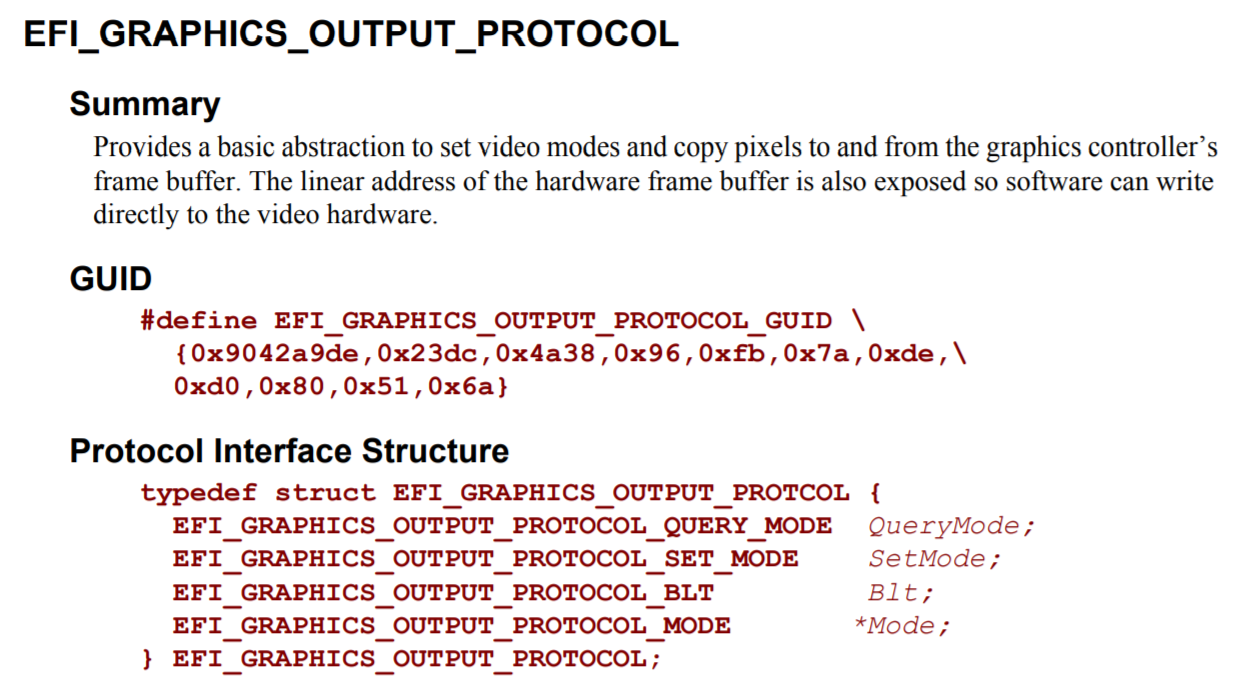 EFI_GRAPHICS_OUTPUT_PROTOCOL
Summary
Provides a basic abstraction to set video modes and copy pixels to and from the graphics controller’s
frame buffer. The linear address of the hardware frame buffer is also exposed so software can write
directly to the video hardware.
GUID
#define EFI_GRAPHICS_OUTPUT_PROTOCOL_GUID \
{0x9042a9de,0x23dc,0x4a38,0x96,0xfb,0x7a,0xde,\
0xd0,0x80,0x51,0x6a}
Protocol Interface Structure
typedef struct EFI_GRAPHICS_OUTPUT_PROTCOL {
EFI_GRAPHICS_OUTPUT_PROTOCOL_QUERY_MODE QueryMode;
EFI_GRAPHICS_OUTPUT_PROTOCOL_SET_MODE SetMode;
EFI_GRAPHICS_OUTPUT_PROTOCOL_BLT Blt;
EFI_GRAPHICS_OUTPUT_PROTOCOL_MODE *Mode;
} EFI_GRAPHICS_OUTPUT_PROTOCOL;